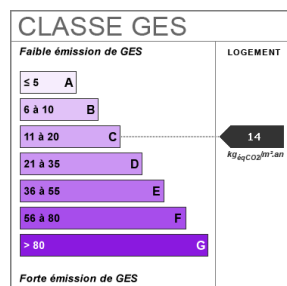 CLASSE GES
Faible émission de GES
LOGEMENT
≤ 5 A
6 à 10 B
11 à 20 C
14
kgéqCO2/m².an
21 à 35 D
36 à 55 E
56 à 80 F
> 80 G
Forte émission de GES